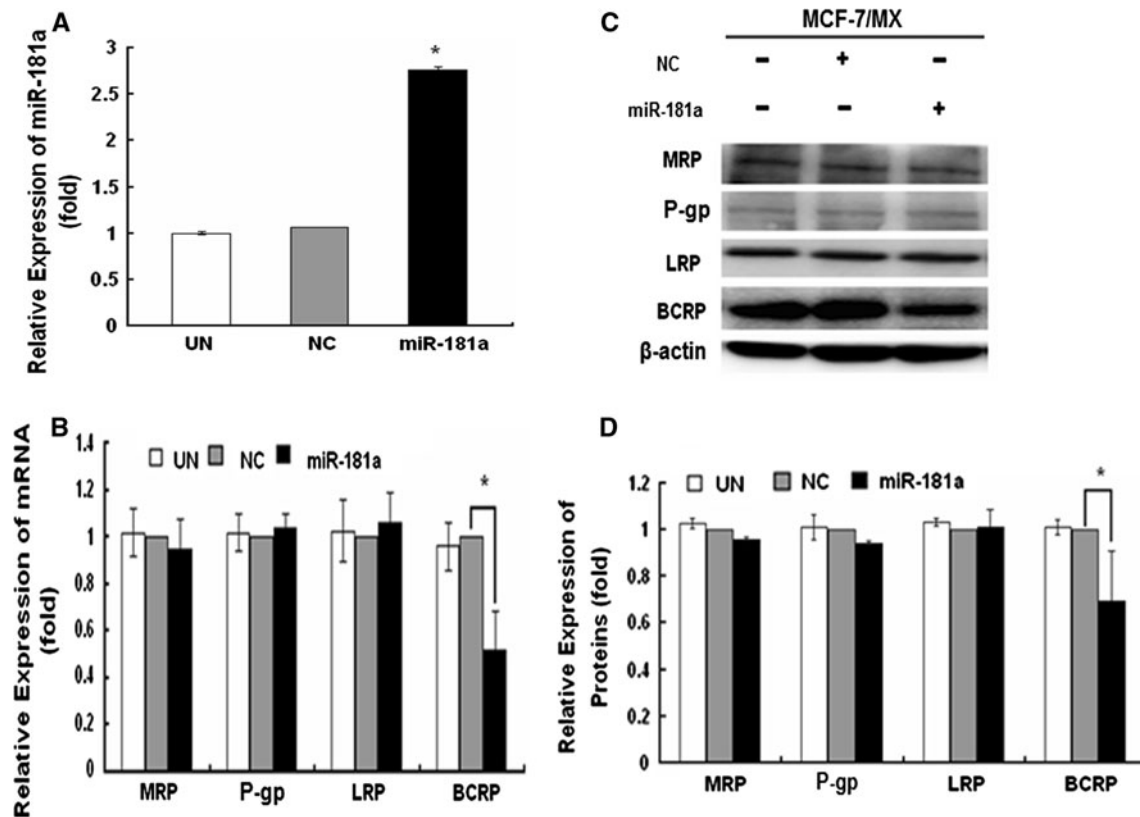 A
Relative Expression of miR-181a
(fold)
3
2.5
2
1.5
1
0.5
0
*
UN
NC
miR-181a
C
MCF-7/MX
NC - + -
miR-181a - - +
MRP
P-gp
LRP
BCRP
β-actin
B
Relative Expression of mRNA
(fold)
1.4
1.2
1
0.8
0.6
0.4
0.2
0
UN NC miR-181a
*
MRP P-gp LRP BCRP
D
Relative Expression of
Proteins (fold)
1.2
1
0.8
0.6
0.4
0.2
0
UN NC miR-181a
*
MRP P-gp LRP BCRP